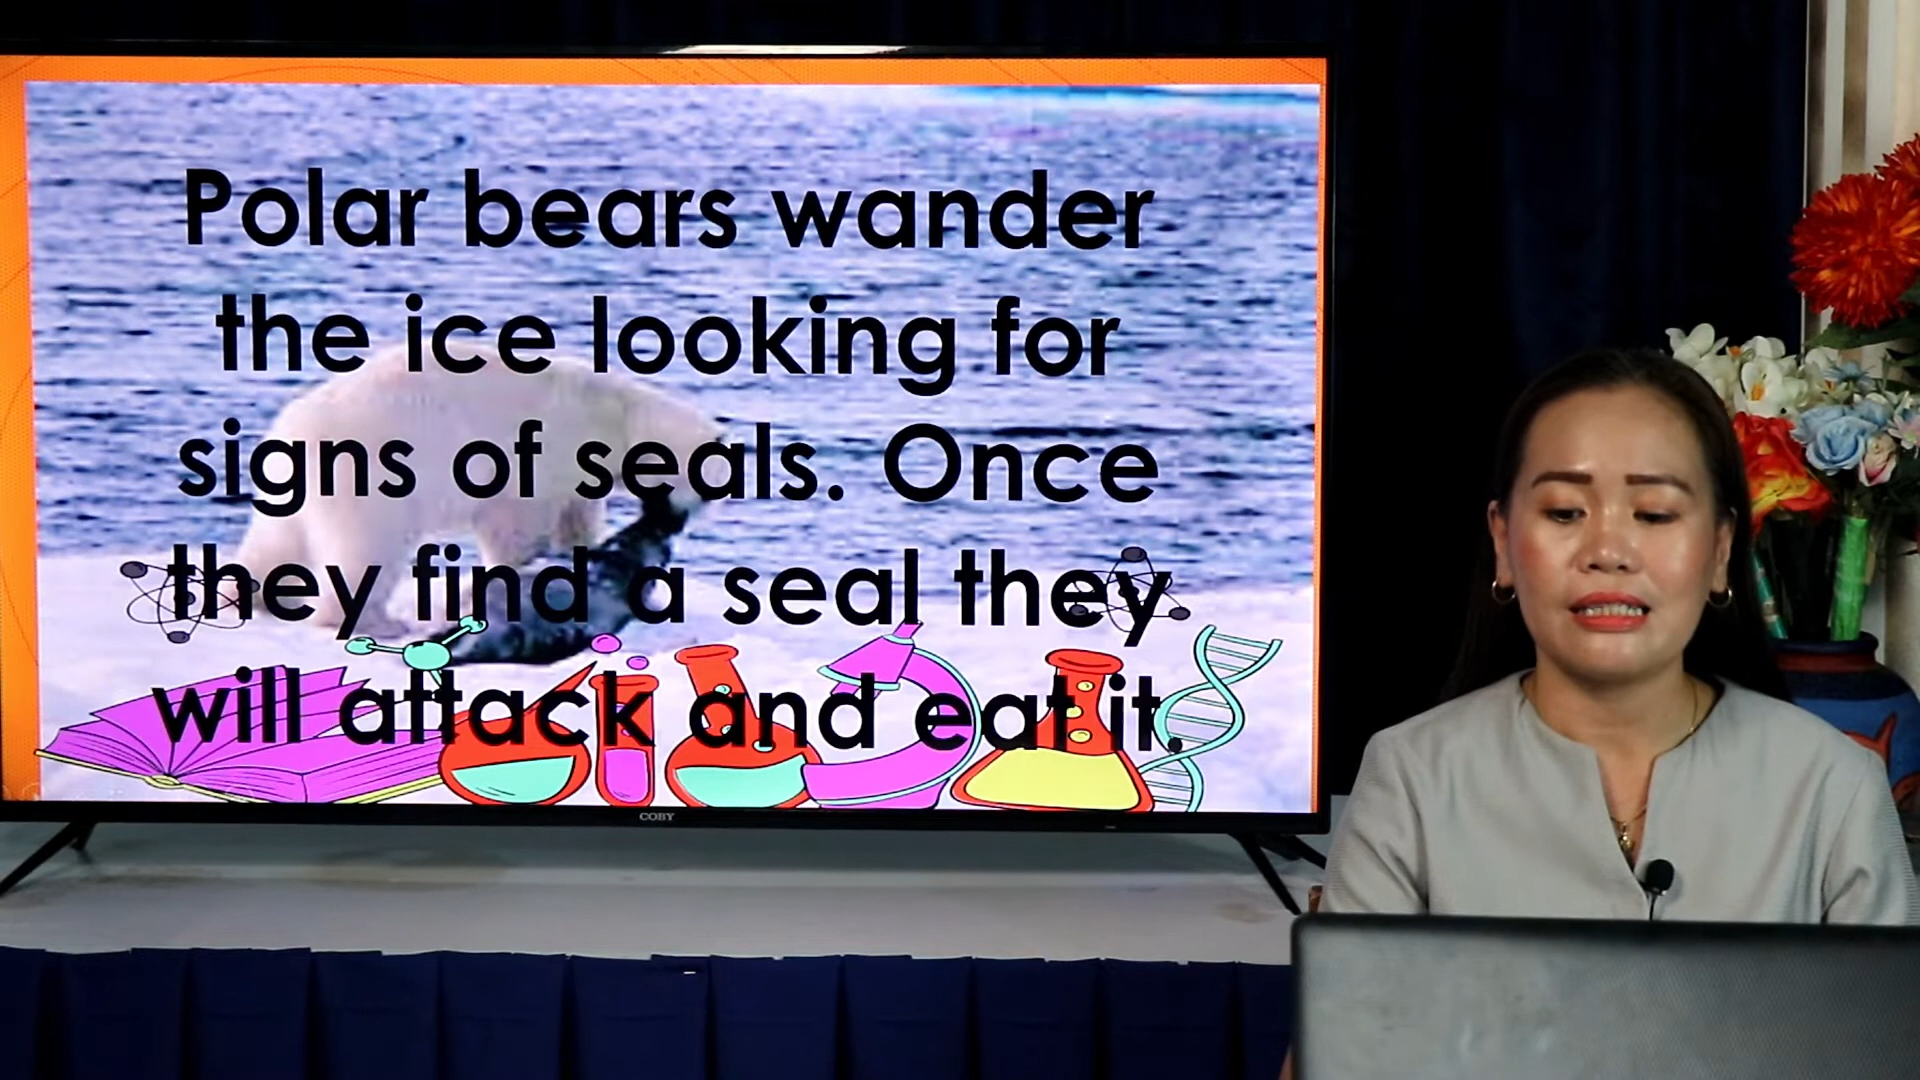 Polar bears wander
the ice looking for
signs of seals. Once
they find a seal they
will attack and eat it.
COBY